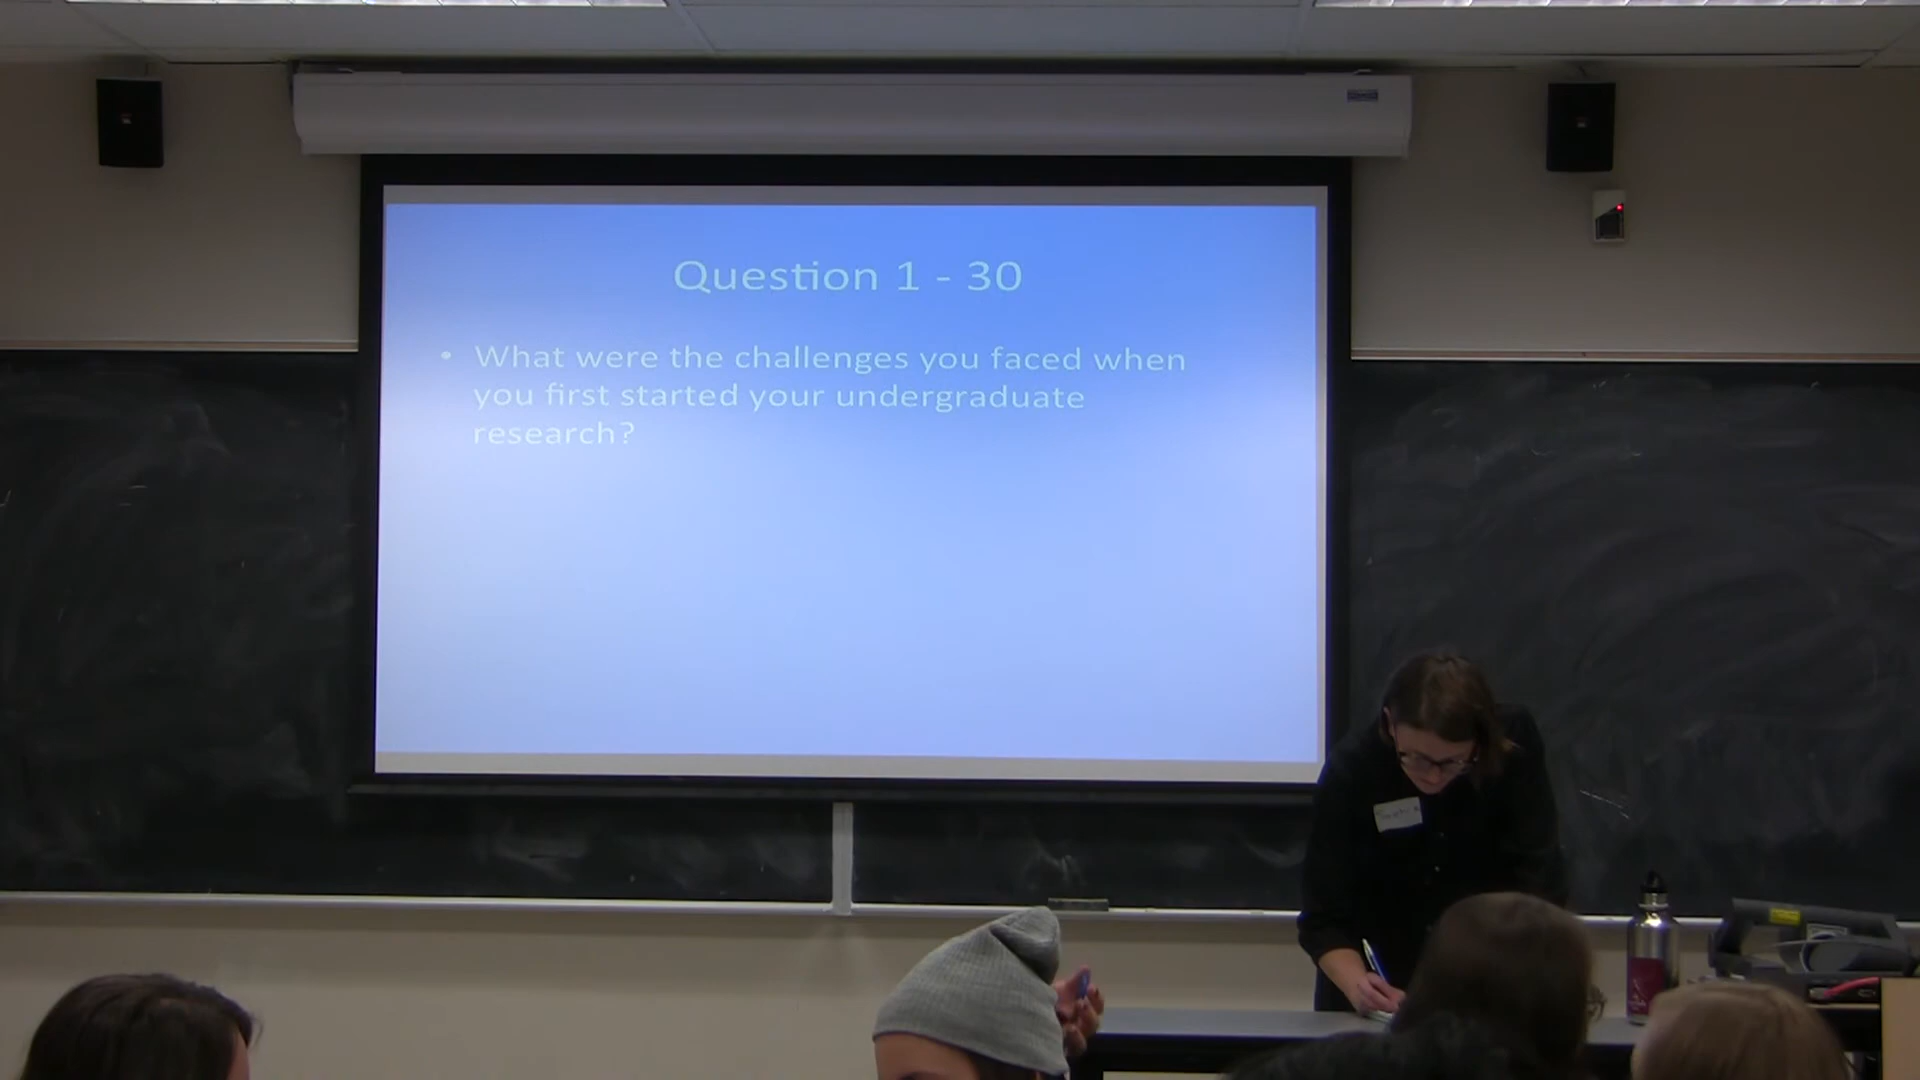 Question 1 - 30
• What were the challenges you faced when
you first started your undergraduate
research?